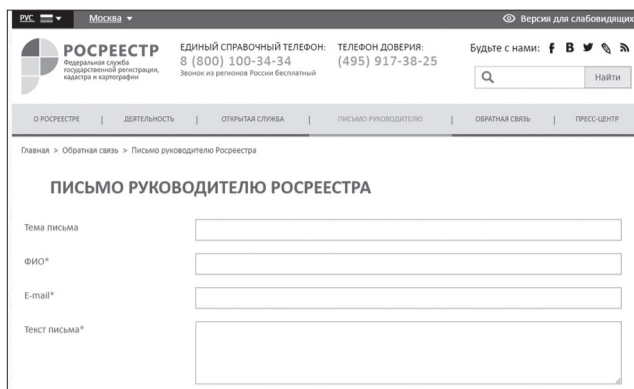 РУС Москва Версия для слабовидящих
РОСРЕЕСТР
Федеральная служба
государственной регистрации,
кадастра и картографии
ЕДИНЫЙ СПРАВОЧНЫЙ ТЕЛЕФОН:
8 (800) 100-34-34
Звонок из регионов России бесплатный
ТЕЛЕФОН ДОВЕРИЯ:
(495) 917-38-25
Будьте с нами:
Найти
О РОСРЕЕСТРЕ | ДЕЯТЕЛЬНОСТЬ | ОТКРЫТАЯ СЛУЖБА | ПИСЬМО РУКОВОДИТЕЛЮ | ОБРАТНАЯ СВЯЗЬ | ПРЕСС-ЦЕНТР
Главная > Обратная связь > Письмо руководителю Росреестра
ПИСЬМО РУКОВОДИТЕЛЮ РОСРЕЕСТРА
Тема письма
ФИО*
E-mail*
Текст письма*